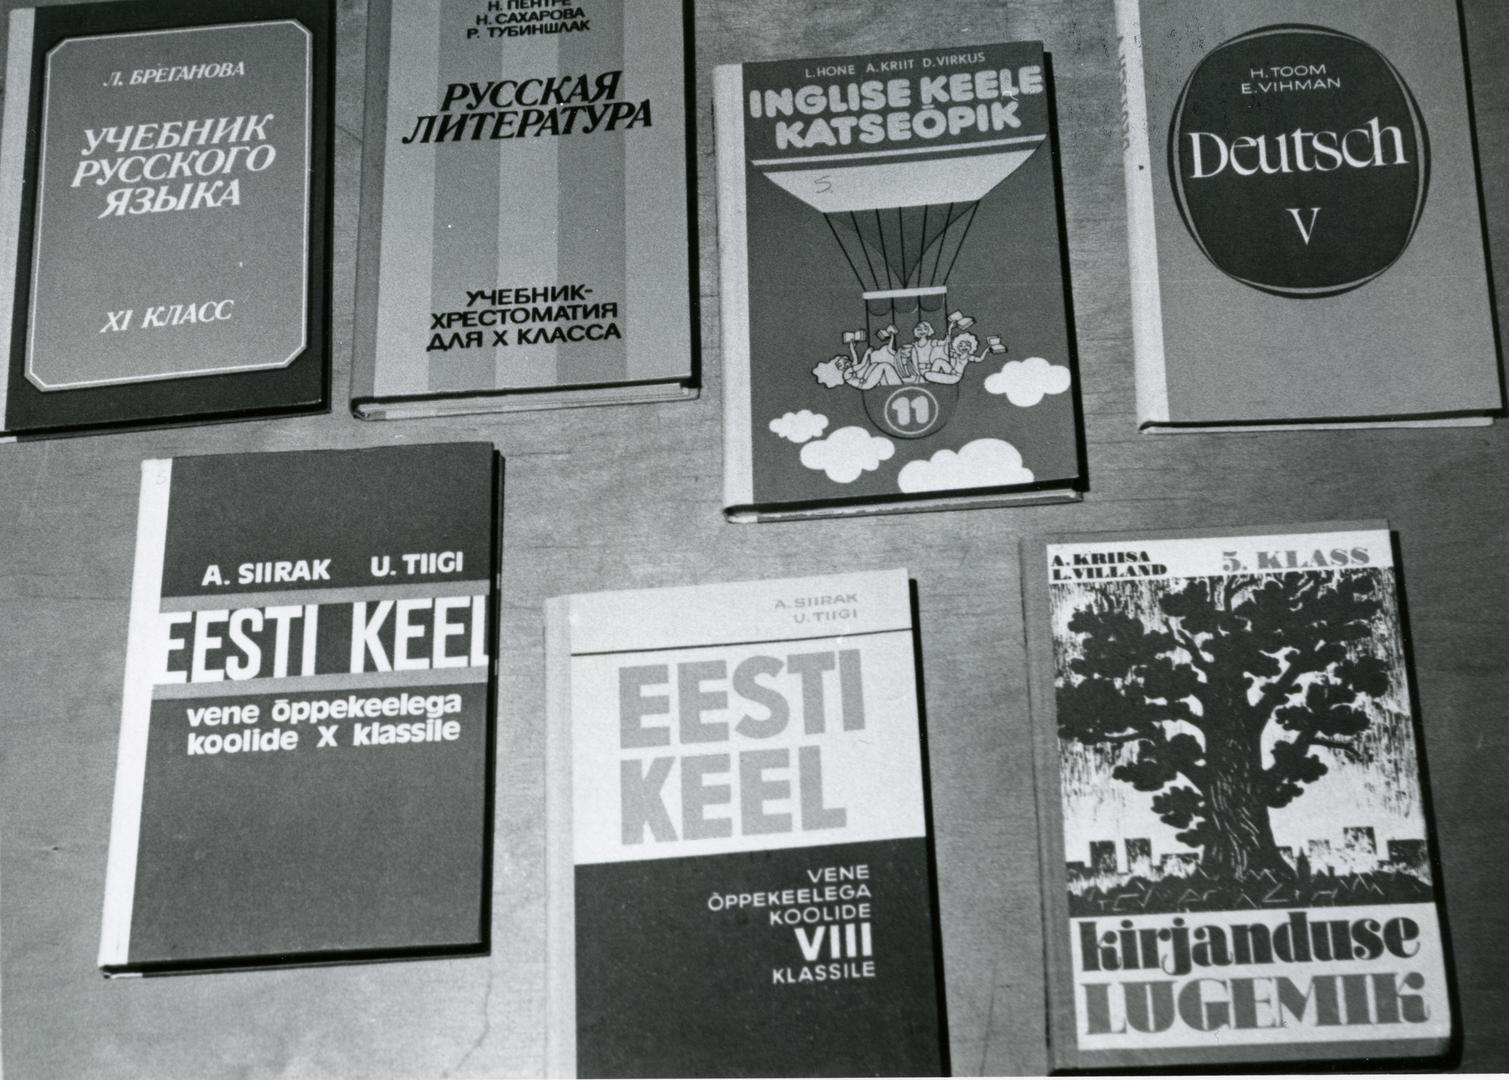 Л. БРЕГАНОВА
УЧЕБНИК
РУССКОГО
ЯЗЫКА
XI КЛАСС
Н. ПЕНТРЕ
Н. САХАРОВА
Р. ТУБИНШЛАК
РУССКАЯ
ЛИТЕРАТУРА
УЧЕБНИК-
ХРЕСТОМАТИЯ
ДЛЯ X КЛАССА
L. HONE A. KRIIT D. VIRKUS
INGLISE KEELE
KATSEÕPIK
5.
11
H. TOOM
E. VIHMAN
Deutsch
V
A. SIIRAK U. TIIGI
EESTI KEEL
vene õppekeelega
koolide X klassile
A. SIIRAK
U. TIIGI
EESTI
KEEL
VENE
ÕPPEKEELEGA
KOOLIDE
VIII
KLASSILE
A. KRIISA
L. VILLAND
5. KLASS
kirjanduse
LUGEMIK